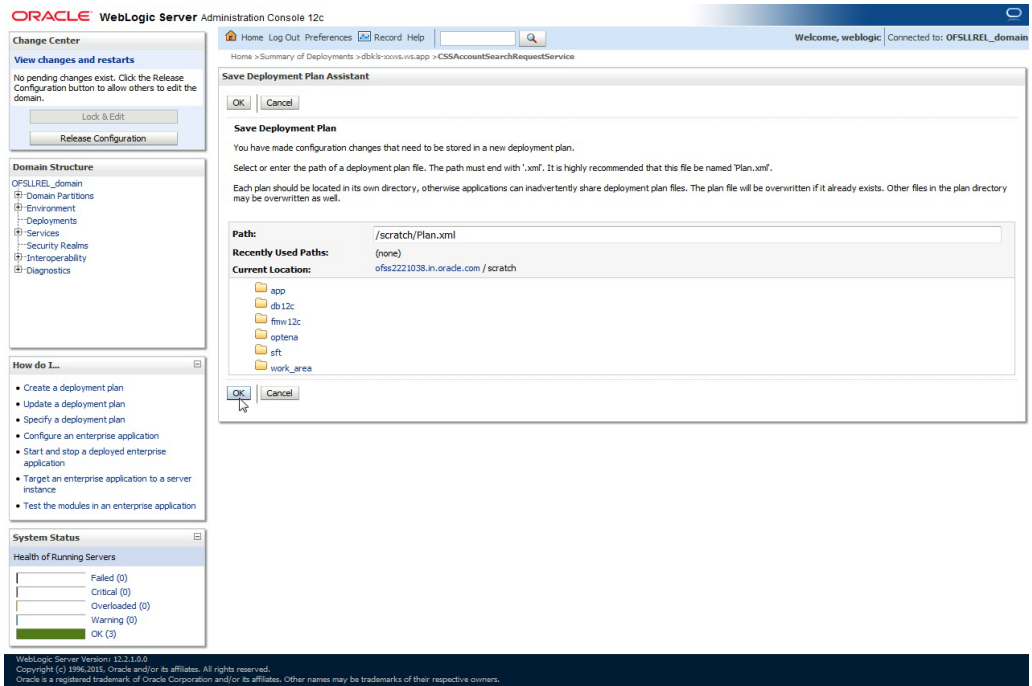 ORACLE WebLogic Server Administration Console 12c
Change Center
View changes and restarts
No pending changes exist. Click the Release
Configuration button to allow others to edit the
domain.
Lock & Edit
Release Configuration
Domain Structure
OFSLLREL_domain
Domain Partitions
Environment
Deployments
Services
Security Realms
Interoperability
Diagnostics
How do I...
Create a deployment plan
Update a deployment plan
Specify a deployment plan
Configure an enterprise application
Start and stop a deployed enterprise
application
Target an enterprise application to a server
instance
Test the modules in an enterprise application
System Status
Health of Running Servers
Failed (0)
Critical (0)
Overloaded (0)
Warning (0)
OK (3)
Home Log Out Preferences Record Help
Welcome, weblogic Connected to: OFSLLREL_domain
Home >Summary of Deployments >dbkls-xxws.ws.app >CSSAccountSearchRequestService
Save Deployment Plan Assistant
OK Cancel
Save Deployment Plan
You have made configuration changes that need to be stored in a new deployment plan.
Select or enter the path of a deployment plan file. The path must end with '.xml'. It is highly recommended that this file be named 'Plan.xml'.
Each plan should be located in its own directory, otherwise applications can inadvertently share deployment plan files. The plan file will be overwritten if it already exists. Other files in the plan directory
may be overwritten as well.
Path: /scratch/Plan.xml
Recently Used Paths: (none)
Current Location: ofss2221038.in.oracle.com / scratch
app
db12c
fmw12c
optena
sft
work_area
OK Cancel
WebLogic Server Version: 12.2.1.0.0
Copyright (c) 1996,2015, Oracle and/or its affiliates. All rights reserved.
Oracle is a registered trademark of Oracle Corporation and/or its affiliates. Other names may be trademarks of their respective owners.